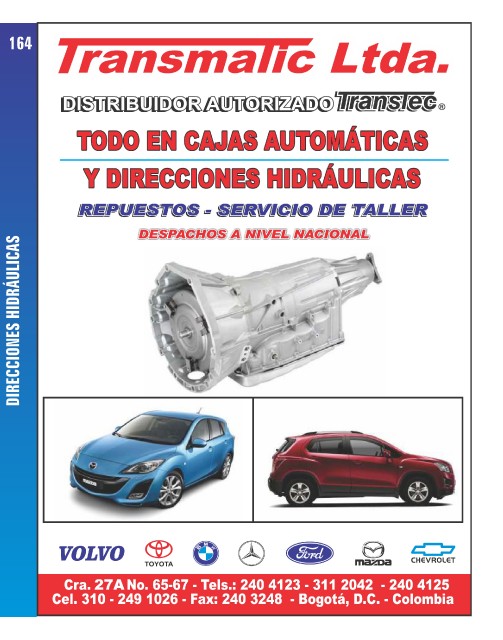 164
Transmatic Ltda.
DISTRIBUIDOR AUTORIZADO TransTec®
TODO EN CAJAS AUTOMÁTICAS
Y DIRECCIONES HIDRÁULICAS
REPUESTOS - SERVICIO DE TALLER
DESPACHOS A NIVEL NACIONAL
DIRECCIONES HIDRÁULICAS
VOLVO
TOYOTA
Ford
mazda
CHEVROLET
Cra. 27A No. 65-67 - Tels.: 240 4123 - 311 2042 - 240 4125
Cel. 310 - 249 1026 - Fax: 240 3248 - Bogotá, D.C. - Colombia